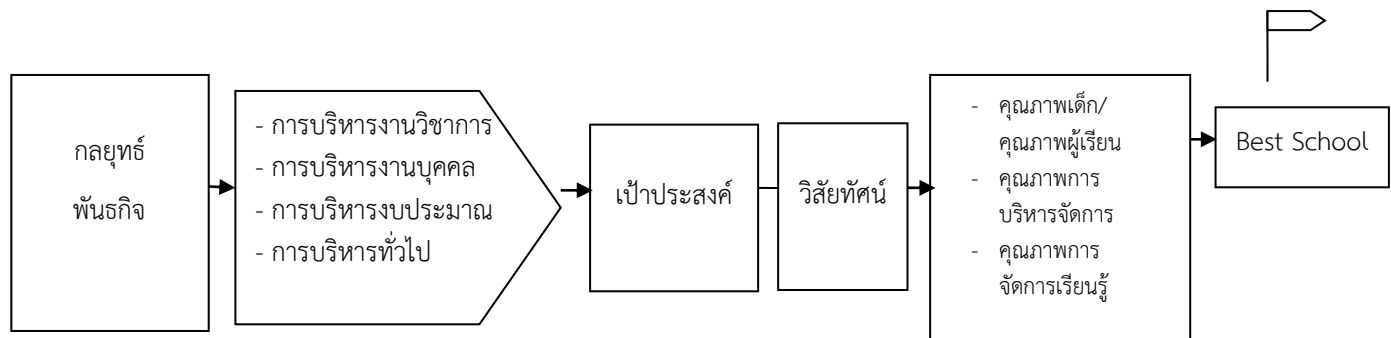 กลยุทธ์
พันธกิจ
- การบริหารงานวิชาการ
- การบริหารงานบุคคล
- การบริหารงบประมาณ
- การบริหารทั่วไป
เป้าประสงค์
วิสัยทัศน์
- คุณภาพเด็ก/
คุณภาพผู้เรียน
- คุณภาพการ
บริหารจัดการ
- คุณภาพการ
จัดการเรียนรู้
Best School